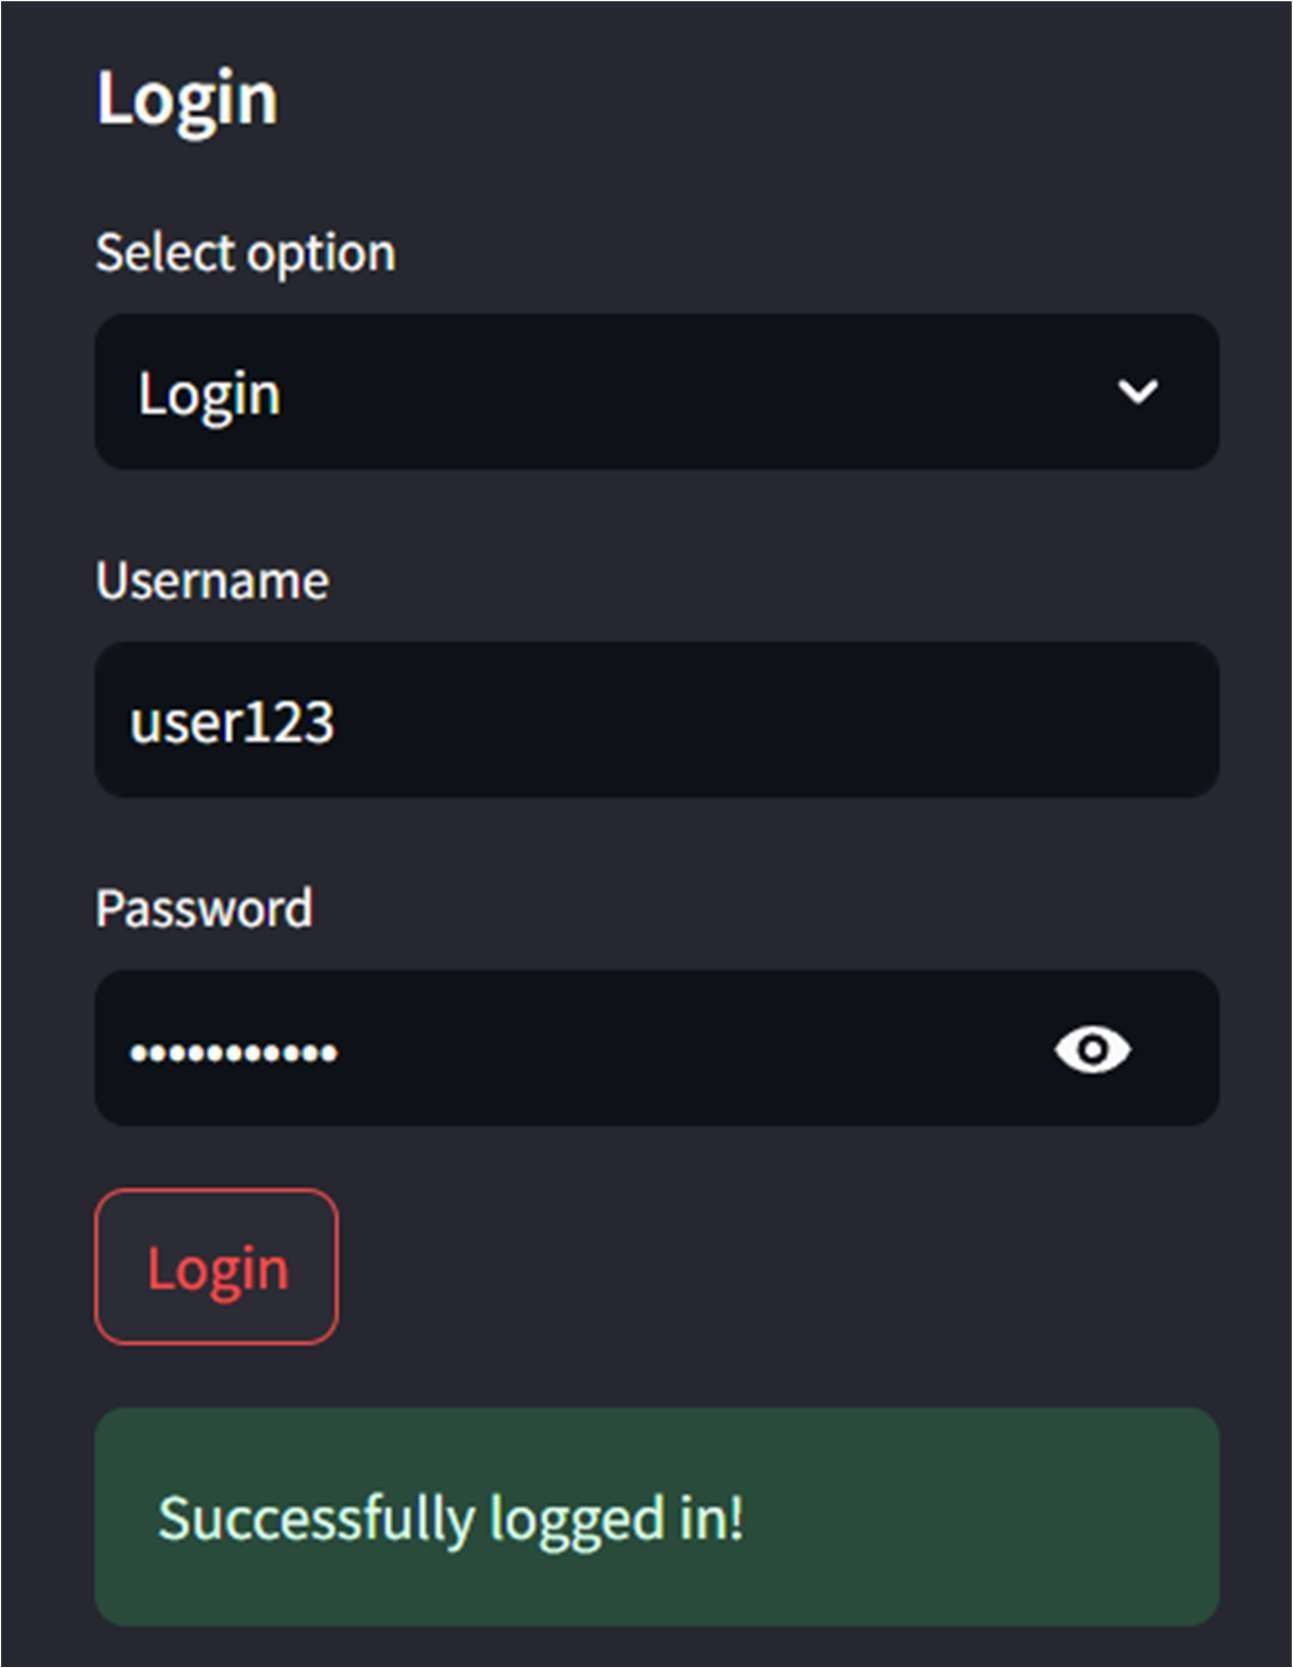 Login
Select option
Login
Username
user123
Password
•••••••••••
Login
Successfully logged in!